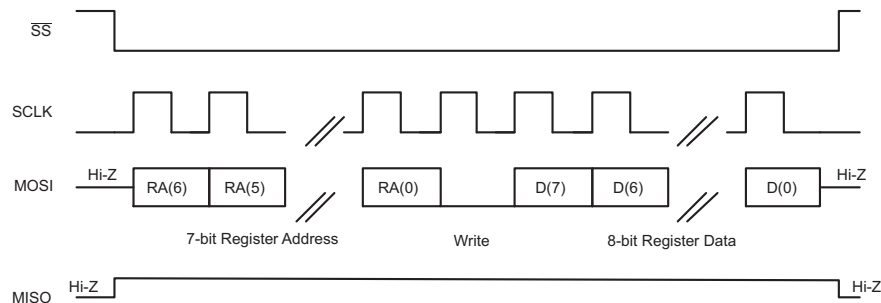 SS
SCLK
Hi-Z
Hi-Z
MOSI
RA(6)
RA(5)
RA(0)
D(7)
D(6)
D(0)
7-bit Register Address
Write
8-bit Register Data
Hi-Z
Hi-Z
MISO